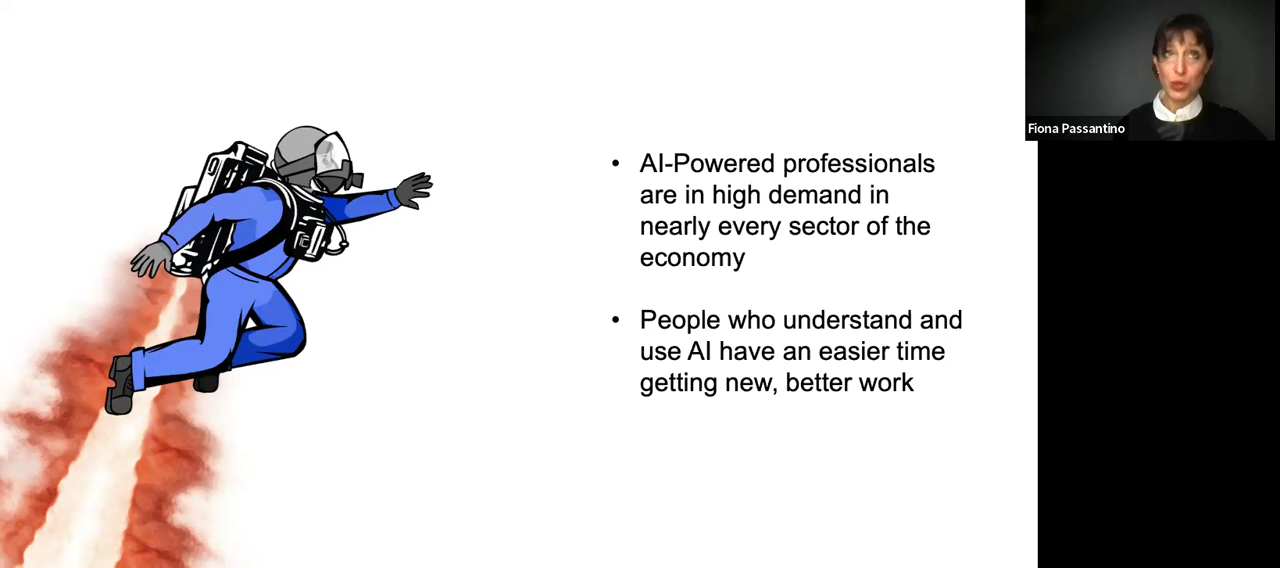 Fiona Passantino
• AI-Powered professionals
are in high demand in
nearly every sector of the
economy
• People who understand and
use AI have an easier time
getting new, better work